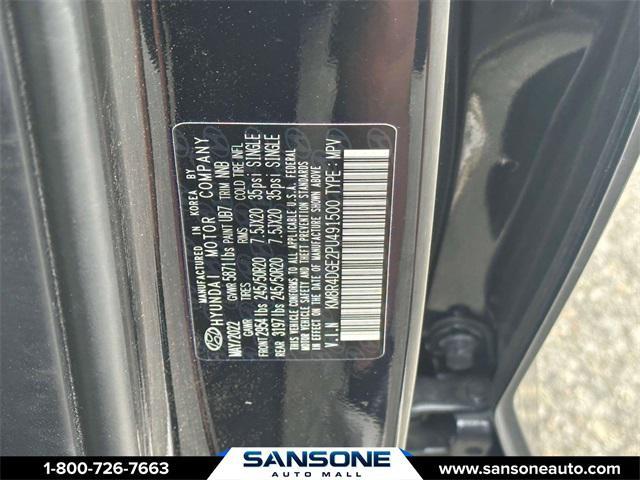 MANUFACTURED IN KOREA BY
HYUNDAI MOTOR COMPANY
MAY/2022 GVWR 5871lbs PAINT UB7 TRIM NNB
GAWR TIRES RIMS COLD TIRE INFL
FRONT 2954 lbs 245/50R20 7.5JX20 35psi SINGLE
REAR 3197 lbs 245/50R20 7.5JX20 35psi SINGLE
THIS VEHICLE CONFORMS TO ALL APPLICABLE U.S.A. FEDERAL
MOTOR VEHICLE SAFETY AND THEFT PREVENTION STANDARDS
IN EFFECT ON THE DATE OF MANUFACTURE SHOWN ABOVE.
V.I.N KM8R4DGE2PU491500 TYPE: MPV
1-800-726-7663
SANSONE
AUTO MALL
www.sansoneauto.com